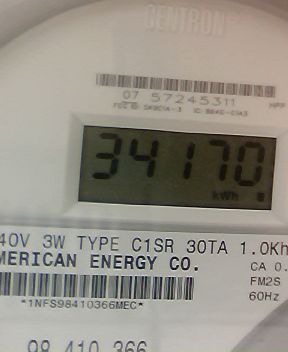 CENTRON®
07 57245311
34170
kWh
40V 3W TYPE C1SR 30TA 1.0Kh
MERICAN ENERGY CO.
CA 0.
FM2S
60Hz
*1NFS98410366MEC*
98 410 366